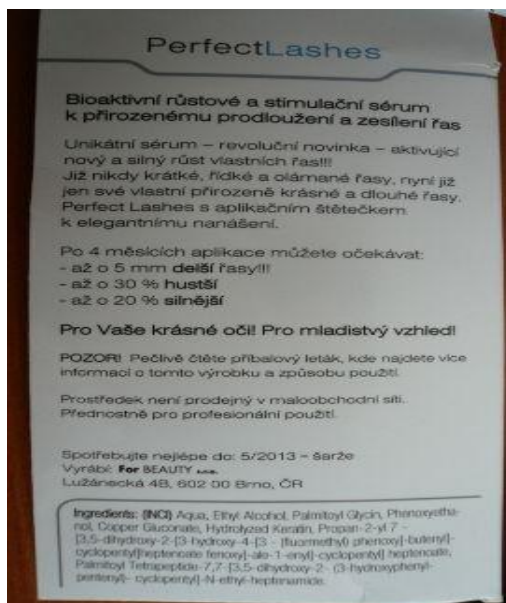 PerfectLashes
Bioaktivní růstové a stimulační sérum
k přirozenému prodloužení a zesílení řas
Unikátní sérum – revoluční novinka – aktivující
nový a silný růst vlastních řas!!!
Již nikdy krátké, řídké a olámané řasy, nyní již
jen své vlastní přirozeně krásné a dlouhé řasy.
Perfect Lashes s aplikačním štětečkem
k elegantnímu nanášení.
Po 4 měsících aplikace můžete očekávat:
- až o 5 mm delší řasy!!!
- až o 30 % hustší
- až o 20 % silnější
Pro Vaše krásné oči! Pro mladistvý vzhled!
POZOR! Pečlivě čtěte příbalový leták, kde najdete více
informací o tomto výrobku a způsobu použití.
Prostředek není prodejný v maloobchodní síti.
Přednostně pro profesionální použití.
Spotřebujte nejlépe do: 5/2013 – šarže
Vyrábí: For BEAUTY s.r.o.
Lužánecká 4B, 602 00 Brno, ČR
Ingredients: (INCI) Aqua, Ethyl Alcohol, Palmitoyl Glycin, Phenoxyetha-
nol, Copper Gluconate, Hydrolyzed Keratin, Propan-2-yl 7 -
[3,5-dihydroxy-2-[3-hydroxy-4-[3 - (fluormethyl) phenoxy]-butenyl]-
cyclopentyl]heptenoate fenoxy]-ale-1-enyl]-cyclopentyl] heptenoate,
Palmitoyl Tetrapeptide-7,7-[3,5-dihydroxy-2- (3-hydroxyphenyl-
pentenyl)- cyclopentyl]-N-ethyl-heptenamide.